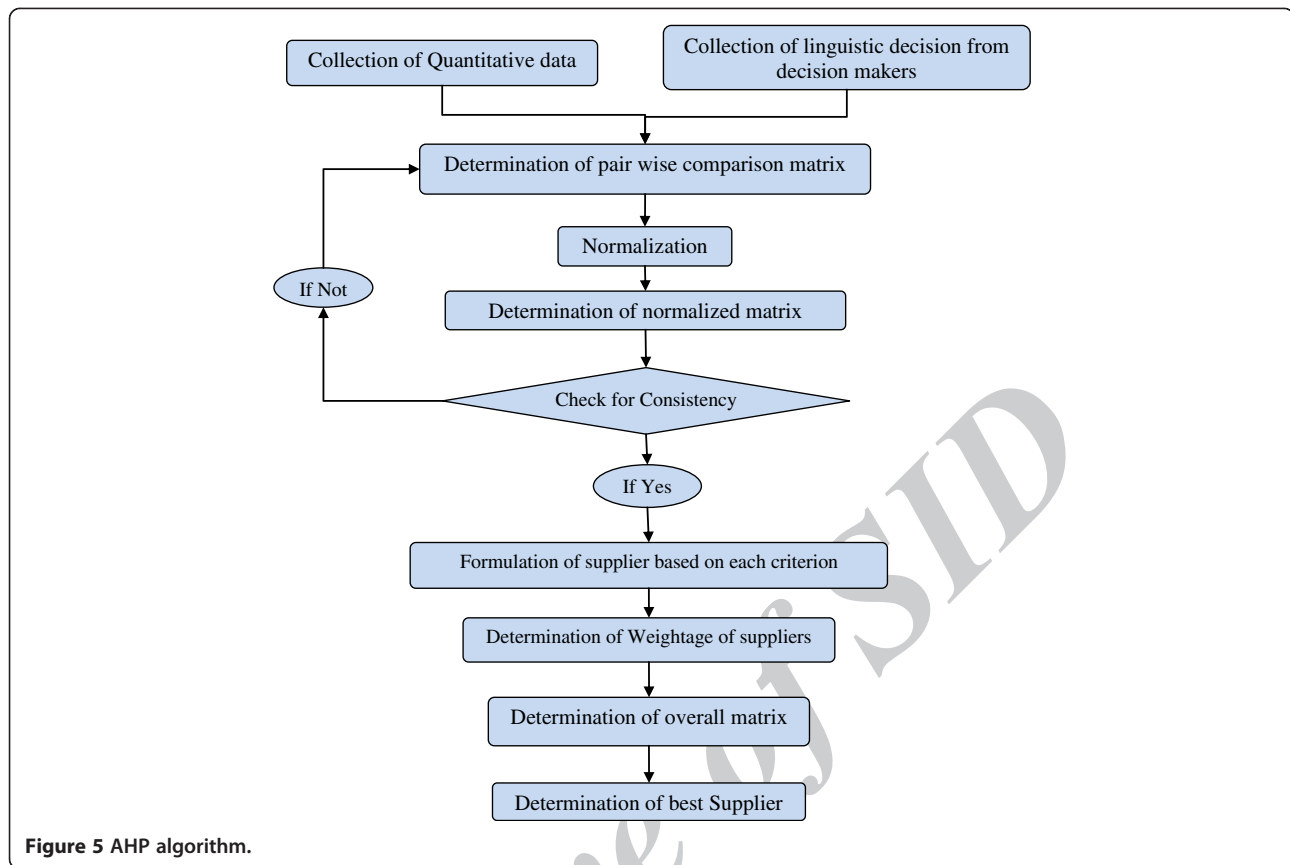 Collection of Quantitative data
Collection of linguistic decision from
decision makers
Determination of pair wise comparison matrix
Normalization
If Not
Determination of normalized matrix
Check for Consistency
If Yes
Formulation of supplier based on each criterion
Determination of Weightage of suppliers
Determination of overall matrix
Determination of best Supplier
Figure 5 AHP algorithm.
of SID